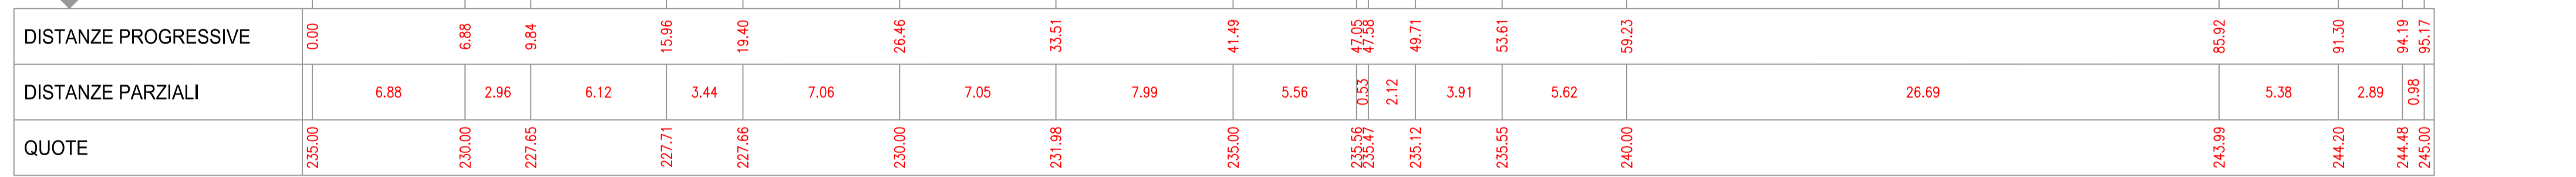 DISTANZE PROGRESSIVE 0.00 6.88 9.84 15.96 19.40 26.46 33.51 41.49 47.05 47.58 49.71 53.61 59.23 85.92 91.30 94.19 95.17
DISTANZE PARZIALI 6.88 2.96 6.12 3.44 7.06 7.05 7.99 5.56 0.53 2.12 3.91 5.62 26.69 5.38 2.89 0.98
QUOTE 235.00 230.00 227.65 227.71 227.66 230.00 231.98 235.00 235.56 235.47 235.12 235.55 240.00 243.99 244.20 244.48 245.00